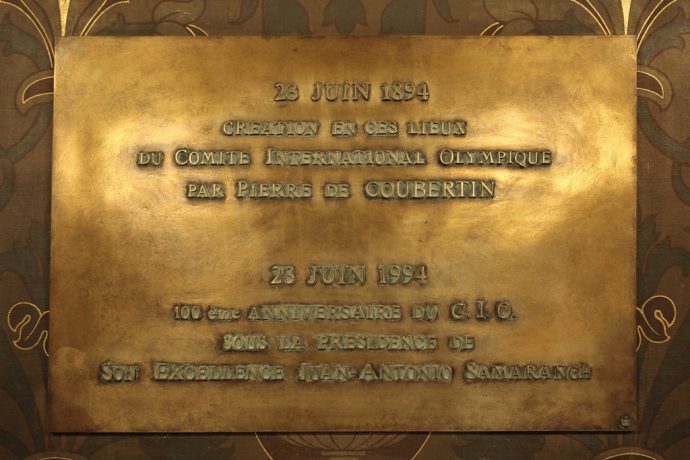 23 JUIN 1894
CREATION EN CES LIEUX
DU COMITE INTERNATIONAL OLYMPIQUE
PAR PIERRE DE COUBERTIN
23 JUIN 1994
100 ème ANNIVERSAIRE DU C.I.O.
SOUS LA PRESIDENCE DE
SON EXCELLENCE JUAN-ANTONIO SAMARANCH